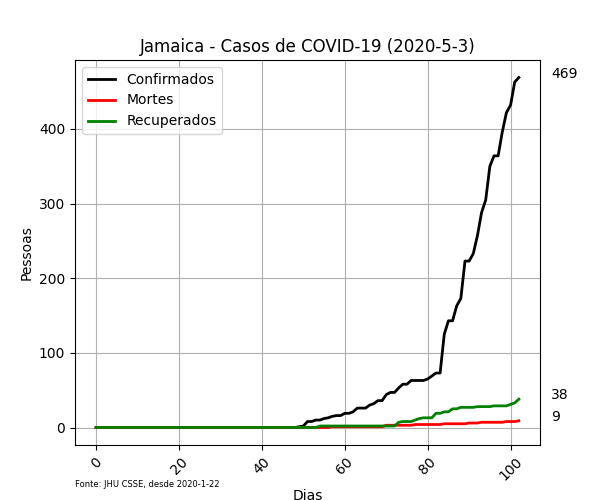 Jamaica - Casos de COVID-19 (2020-5-3)
Confirmados
Mortes
Recuperados
469
38
9
Pessoas
400
300
200
100
0
0
20
40
60
80
100
Fonte: JHU CSSE, desde 2020-1-22
Dias